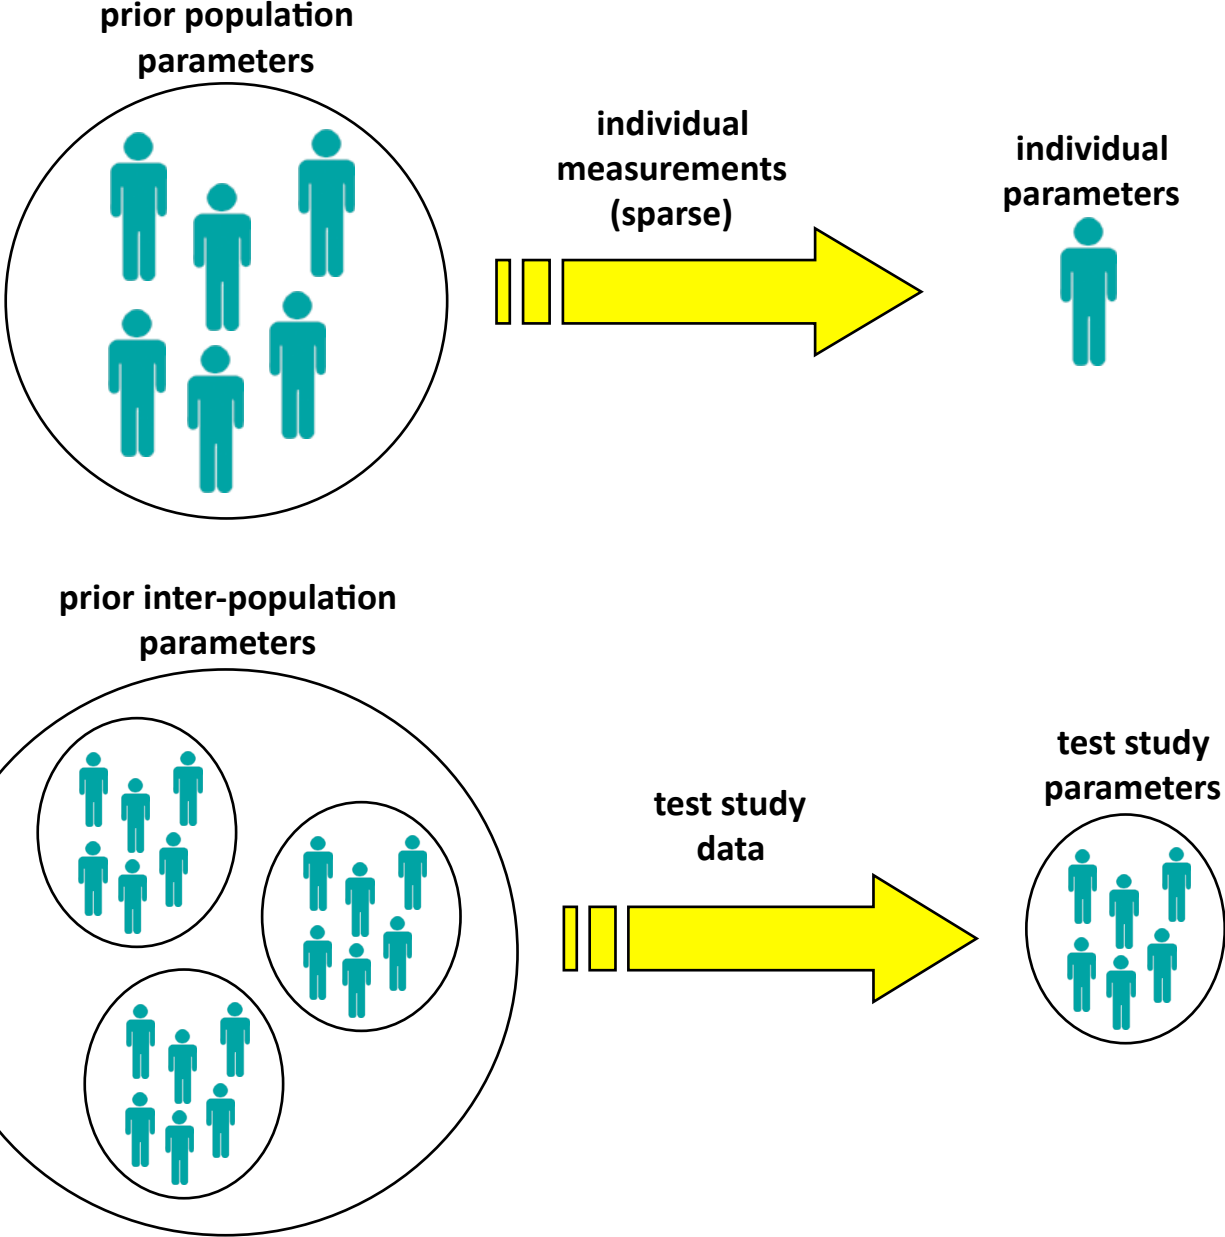 prior population
parameters
individual
measurements
(sparse)
individual
parameters
prior inter-population
parameters
test study
data
test study
parameters